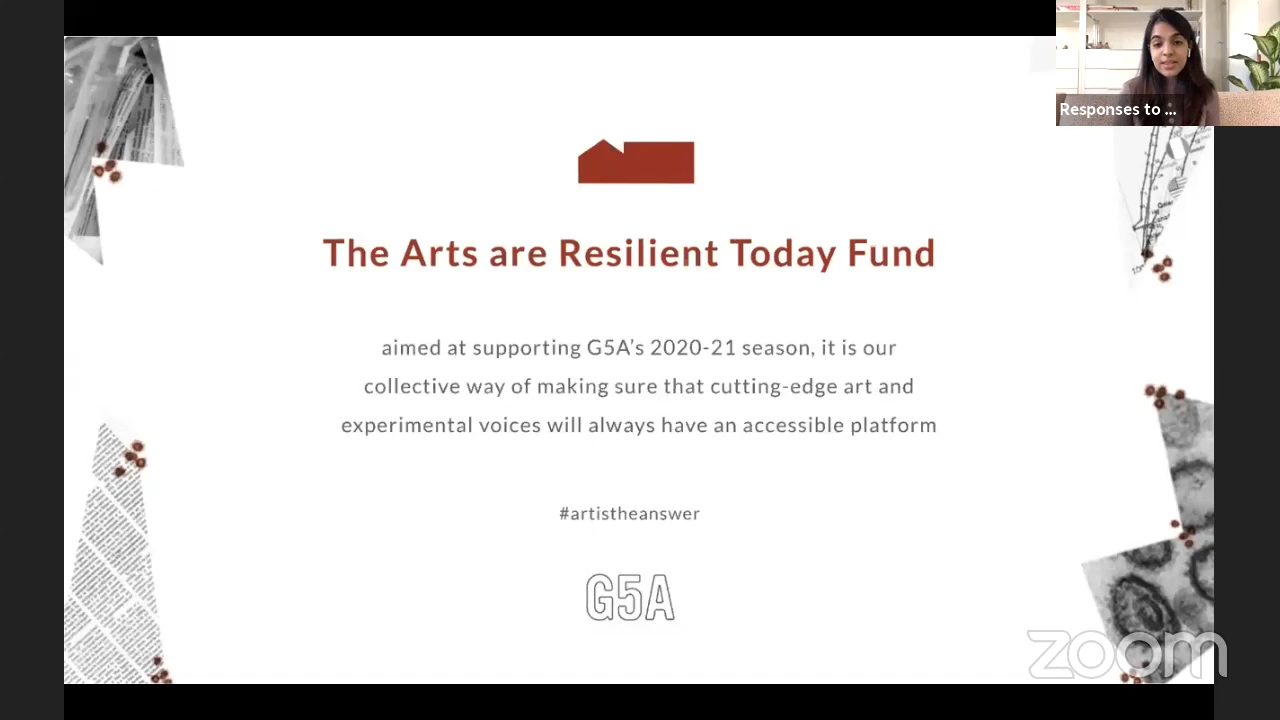 Responses to ...
The Arts are Resilient Today Fund
aimed at supporting G5A's 2020-21 season, it is our
collective way of making sure that cutting-edge art and
experimental voices will always have an accessible platform
#artistheanswer
G5A
zoom